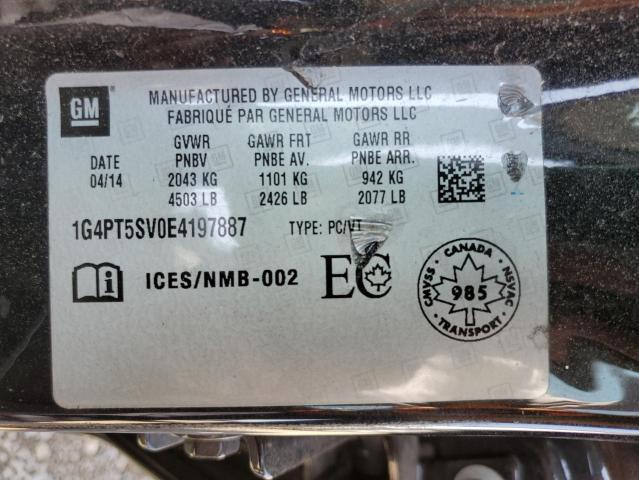 GM
MANUFACTURED BY GENERAL MOTORS LLC
FABRIQUÉ PAR GENERAL MOTORS LLC
GVWR GAWR FRT GAWR RR
DATE PNBV PNBE AV. PNBE ARR.
04/14 2043 KG 1101 KG 942 KG
4503 LB 2426 LB 2077 LB
1G4PT5SV0E4197887 TYPE: PC/VT
i ICES/NMB-002 EC
CANADA
CMVSS 985 NSVAC
TRANSPORT